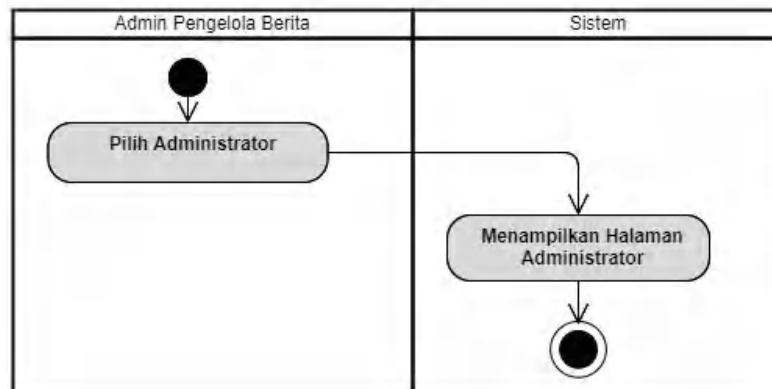 Admin Pengelola Berita
Sistem
Pilih Administrator
Menampilkan Halaman
Administrator